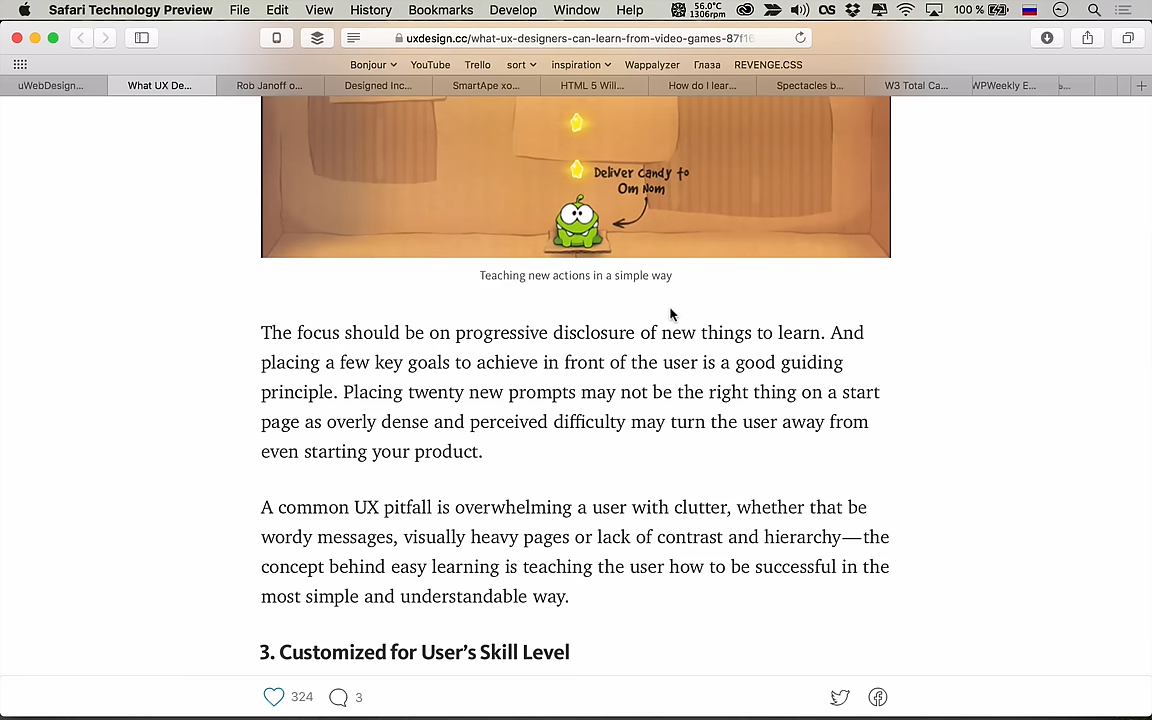 Safari Technology Preview File Edit View History Bookmarks Develop Window Help 56.0°C 1306rpm 100 %
uxdesign.cc/what-ux-designers-can-learn-from-video-games-87f16
Bonjour YouTube Trello sort inspiration Wappalyzer Глаза REVENGE.CSS
uWebDesign... What UX De... Rob Janoff o... Designed Inc... SmartApe хо... HTML 5 Will... How do I lear... Spectacles b... W3 Total Ca... WPWeekly E...
Deliver candy to
Om Nom
Teaching new actions in a simple way
The focus should be on progressive disclosure of new things to learn. And
placing a few key goals to achieve in front of the user is a good guiding
principle. Placing twenty new prompts may not be the right thing on a start
page as overly dense and perceived difficulty may turn the user away from
even starting your product.
A common UX pitfall is overwhelming a user with clutter, whether that be
wordy messages, visually heavy pages or lack of contrast and hierarchy—the
concept behind easy learning is teaching the user how to be successful in the
most simple and understandable way.
3. Customized for User's Skill Level
324 3